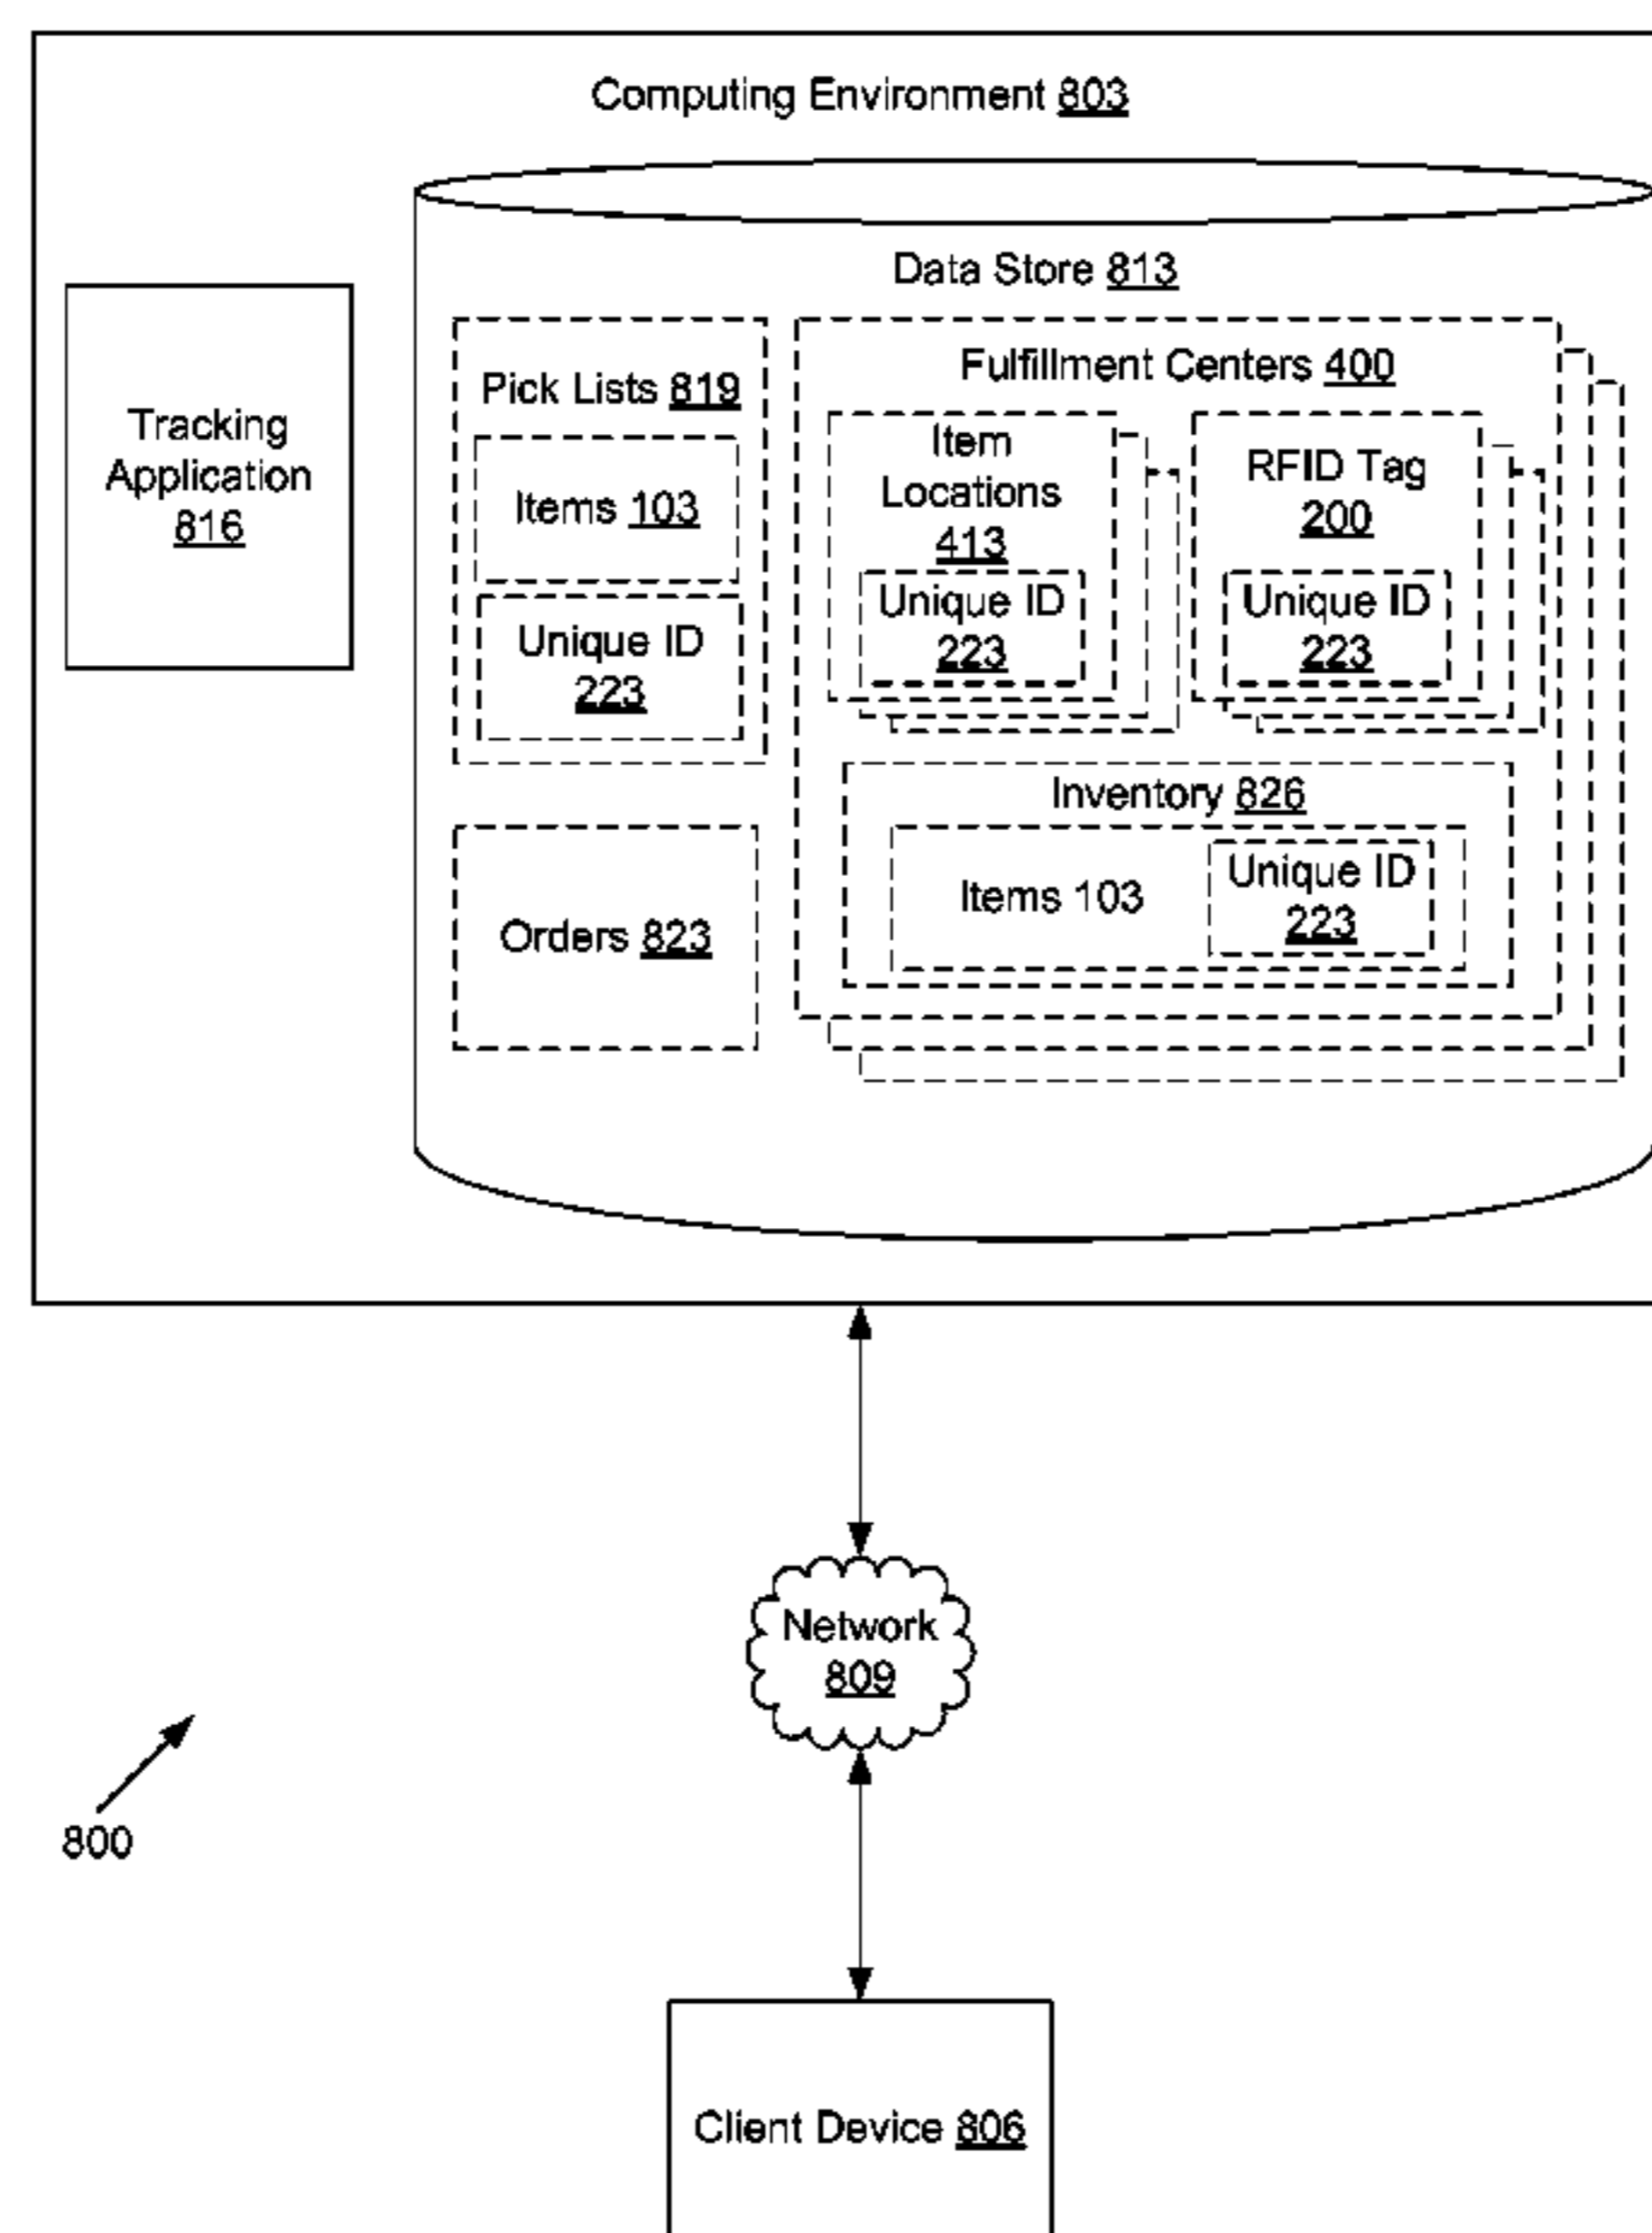 Computing Environment 803
Data Store 813
Tracking
Application
816
Pick Lists 819
Items 103
Unique ID
223
Orders 823
Fulfillment Centers 400
Item
Locations
413
Unique ID
223
RFID Tag
200
Unique ID
223
Inventory 826
Items 103
Unique ID
223
Network
809
800
Client Device 806